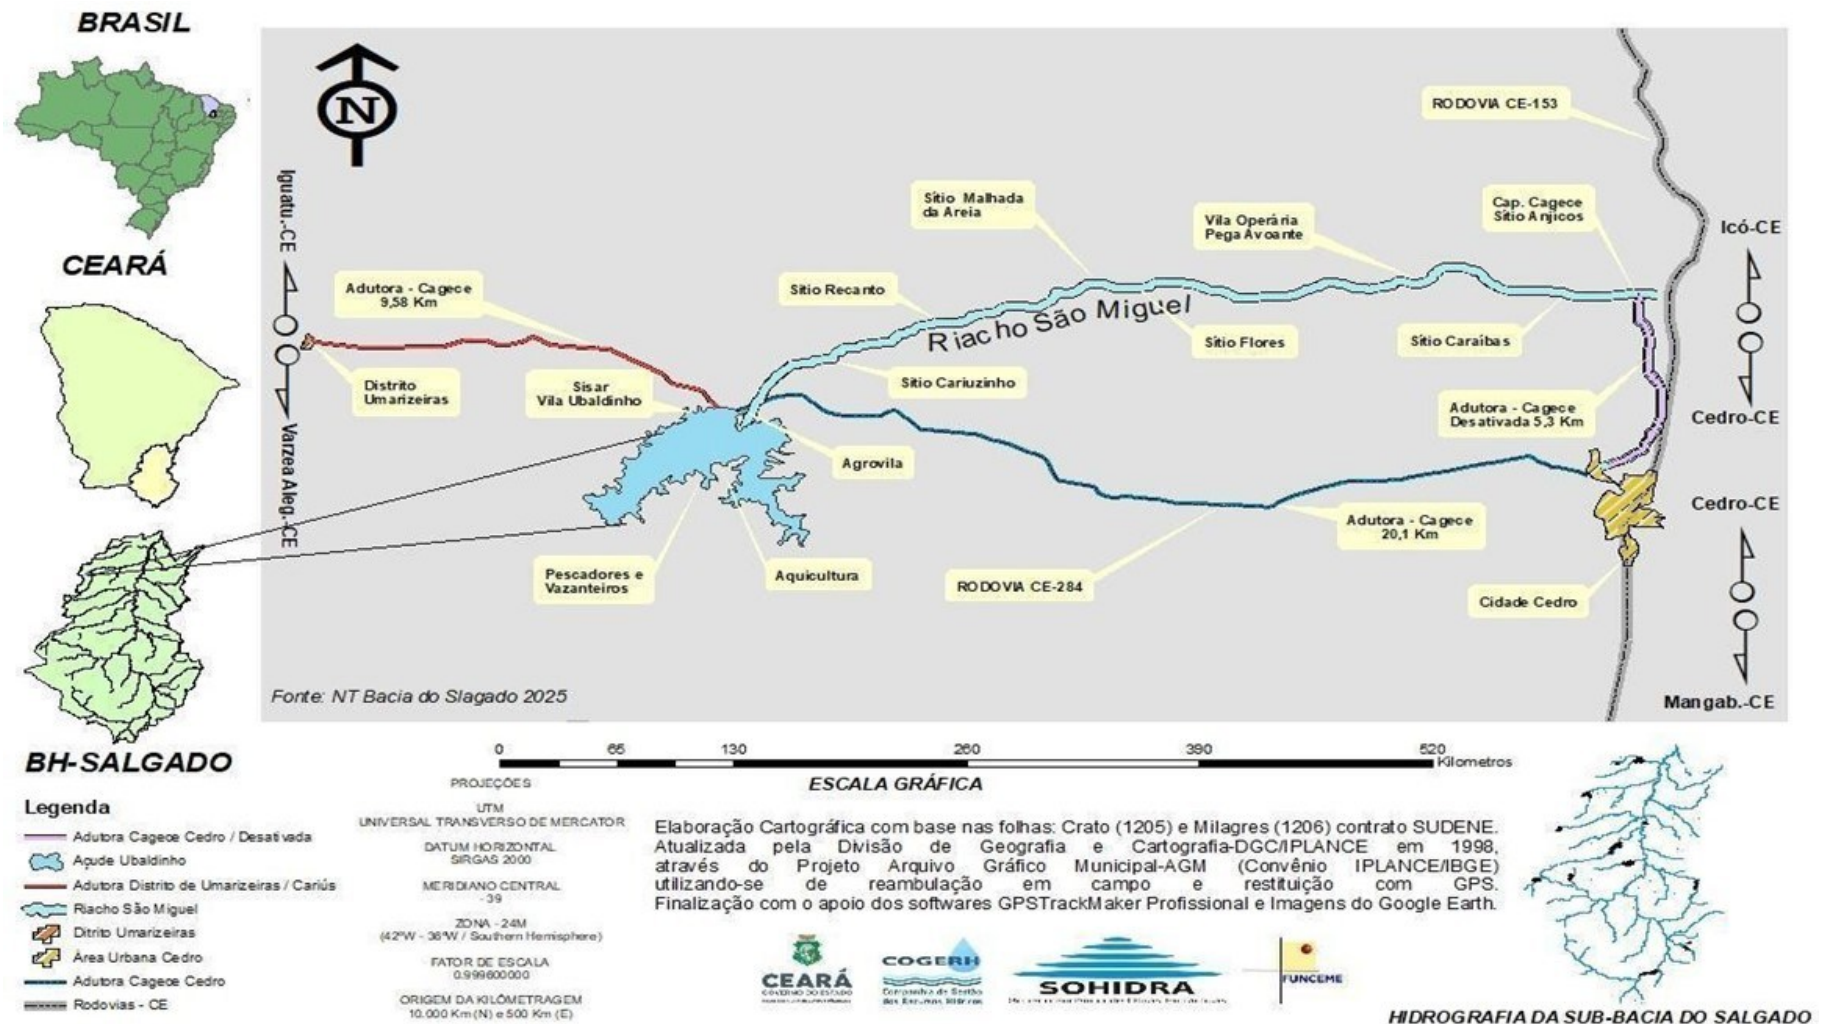 BRASIL
CEARÁ
BH-SALGADO
N
Iguatu.-CE
Varzea Aleg.-CE
RODOVIA CE-153
Sítio Malhada
da Areia
Vila Operária
Pega Avoante
Cap. Cagece
Sítio Anjicos
Icó-CE
Adutora - Cagece
9,58 Km
Sítio Recanto
Riacho São Miguel
Sítio Flores
Sítio Caraíbas
Distrito
Umarizeiras
Sisar
Vila Ubaldinho
Sítio Cariuzinho
Adutora - Cagece
Desativada 5,3 Km
Cedro-CE
Agrovila
Cedro-CE
Adutora - Cagece
20,1 Km
Pescadores e
Vazanteiros
Aquicultura
RODOVIA CE-284
Cidade Cedro
Mangab.-CE
Fonte: NT Bacia do Slagado 2025
0 65 130 260 390 520
Kilometros
ESCALA GRÁFICA
Legenda
Adutora Cagece Cedro / Desativada
Açude Ubaldinho
Adutora Distrito de Umarizeiras / Cariús
Riacho São Miguel
Ditrito Umarizeiras
Área Urbana Cedro
Adutora Cagece Cedro
Rodovias - CE
PROJEÇÕES
UTM
UNIVERSAL TRANSVERSO DE MERCATOR
DATUM HORIZONTAL
SIRGAS 2000
MERIDIANO CENTRAL
- 39
ZONA - 24M
(42°W - 36°W / Southern Hemisphere)
FATOR DE ESCALA
0.999600000
ORIGEM DA KILÔMETRAGEM
10.000 Km (N) e 500 Km (E)
Elaboração Cartográfica com base nas folhas: Crato (1205) e Milagres (1206) contrato SUDENE.
Atualizada pela Divisão de Geografia e Cartografia-DGC/IPLANCE em 1998,
através do Projeto Arquivo Gráfico Municipal-AGM (Convênio IPLANCE/IBGE)
utilizando-se de reambulação em campo e restituição com GPS.
Finalização com o apoio dos softwares GPSTrackMaker Profissional e Imagens do Google Earth.
CEARÁ
GOVERNO DO ESTADO
COGERH
Companhia de Gestão
dos Recursos Hídricos
SOHIDRA
FUNCEME
HIDROGRAFIA DA SUB-BACIA DO SALGADO